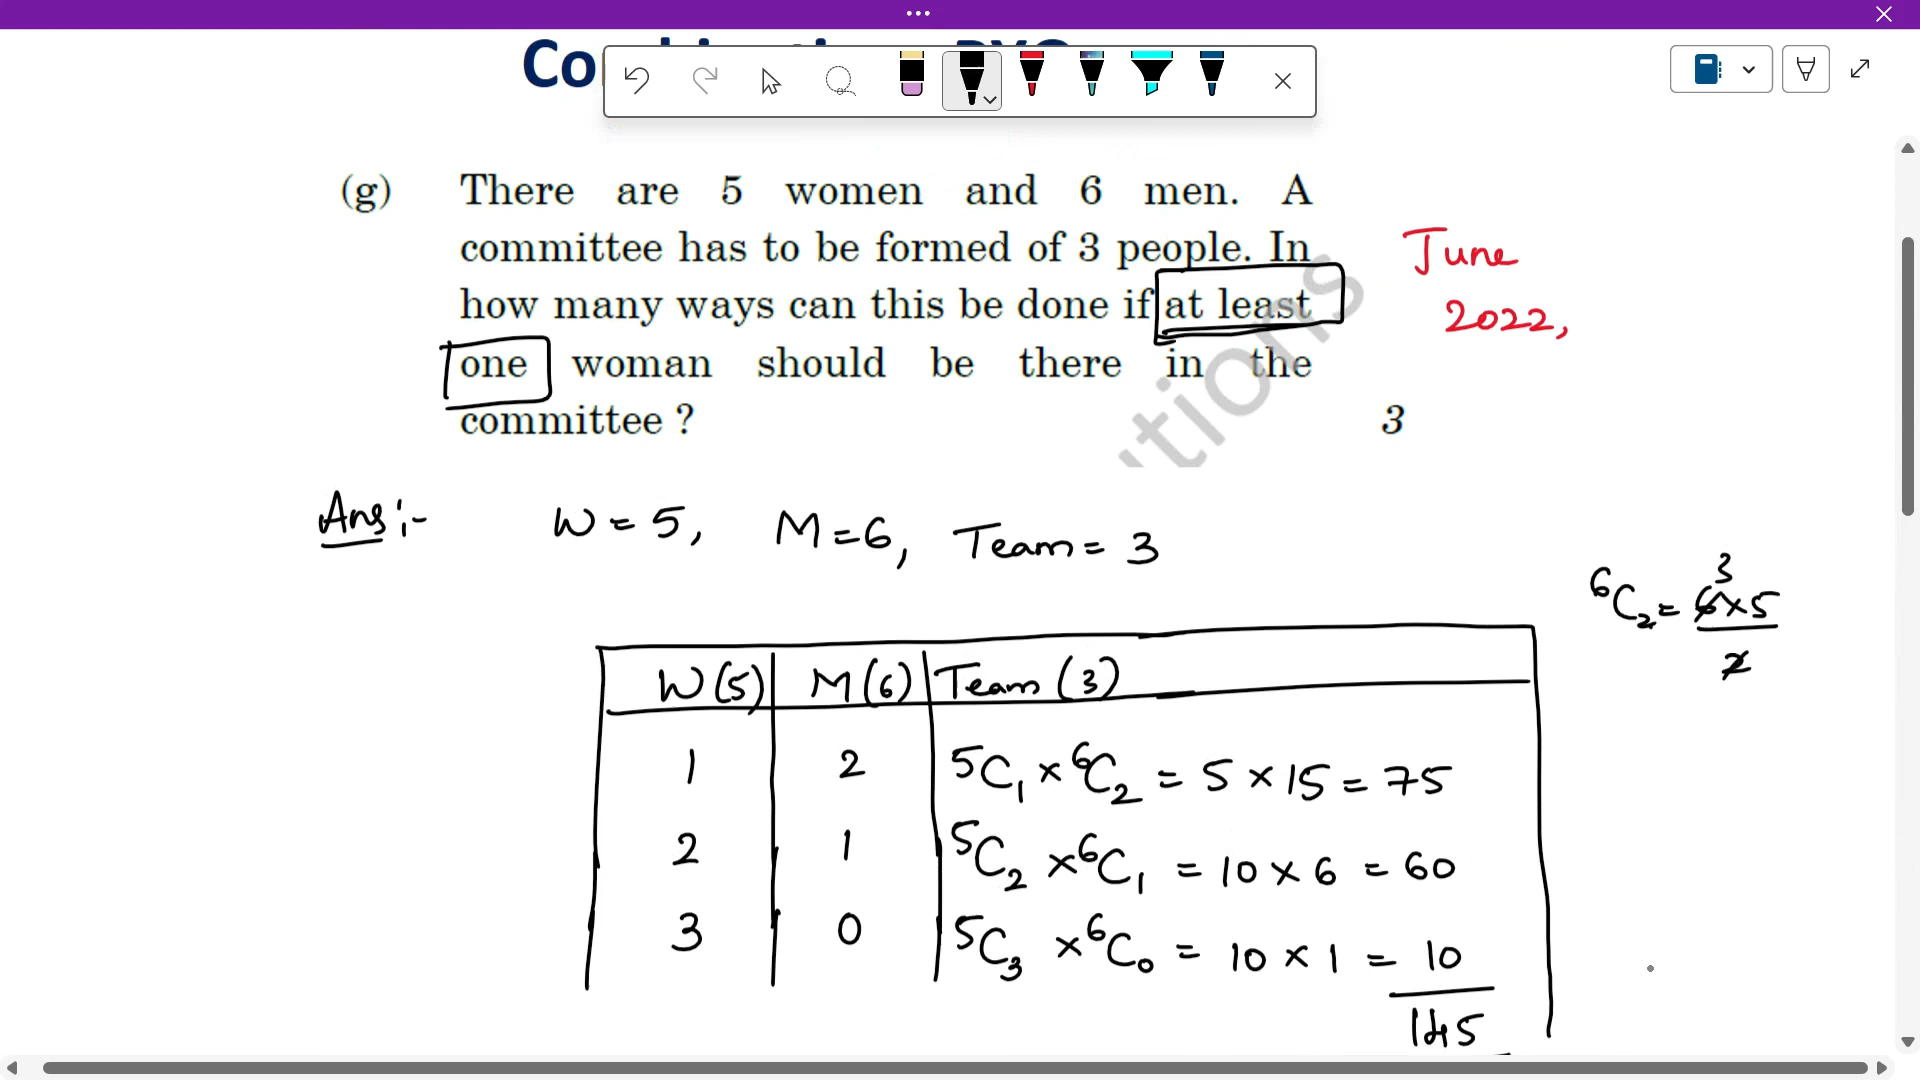 Co
(g) There are 5 women and 6 men. A
committee has to be formed of 3 people. In
how many ways can this be done if at least
one woman should be there in the
committee ? 3
June
2022,
Ans :- W = 5, M = 6, Team = 3
⁶C₂ = 6×5
3
2
W (5) M (6) Team (3)
1 2 ⁵C₁ × ⁶C₂ = 5 × 15 = 75
2 1 ⁵C₂ × ⁶C₁ = 10 × 6 = 60
3 0 ⁵C₃ × ⁶C₀ = 10 × 1 = 10
145